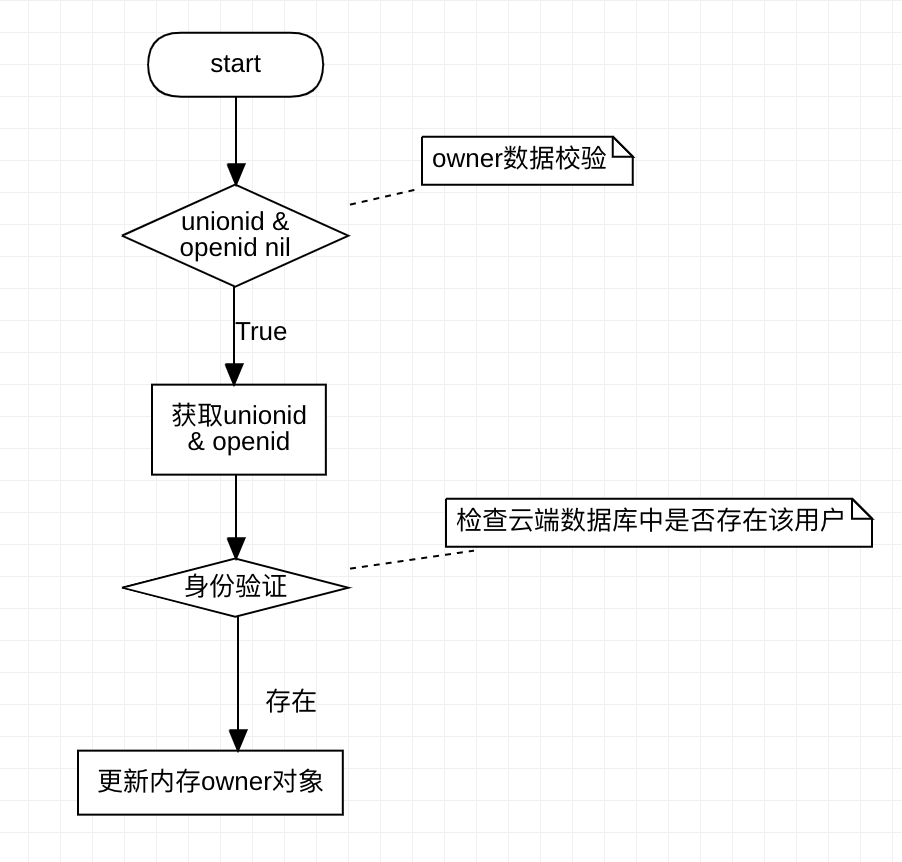 start
owner数据校验
unionid &
openid nil
True
获取unionid
& openid
检查云端数据库中是否存在该用户
身份验证
存在
更新内存owner对象